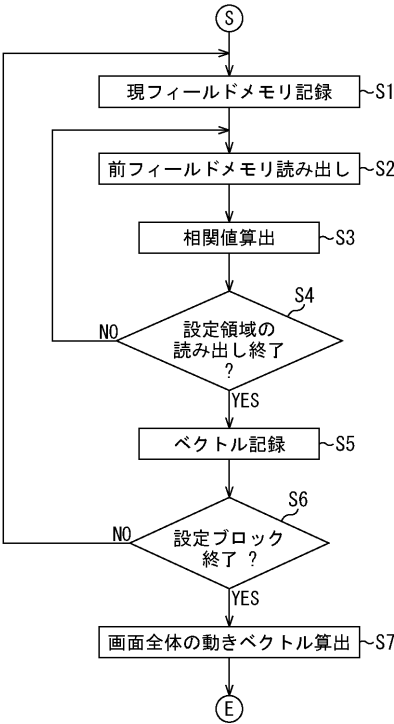 S
現フィールドメモリ記録 S1
前フィールドメモリ読み出し S2
相関値算出 S3
S4
設定領域の
読み出し終了
?
NO
YES
ベクトル記録 S5
S6
設定ブロック
終了 ?
NO
YES
画面全体の動きベクトル算出 S7
E